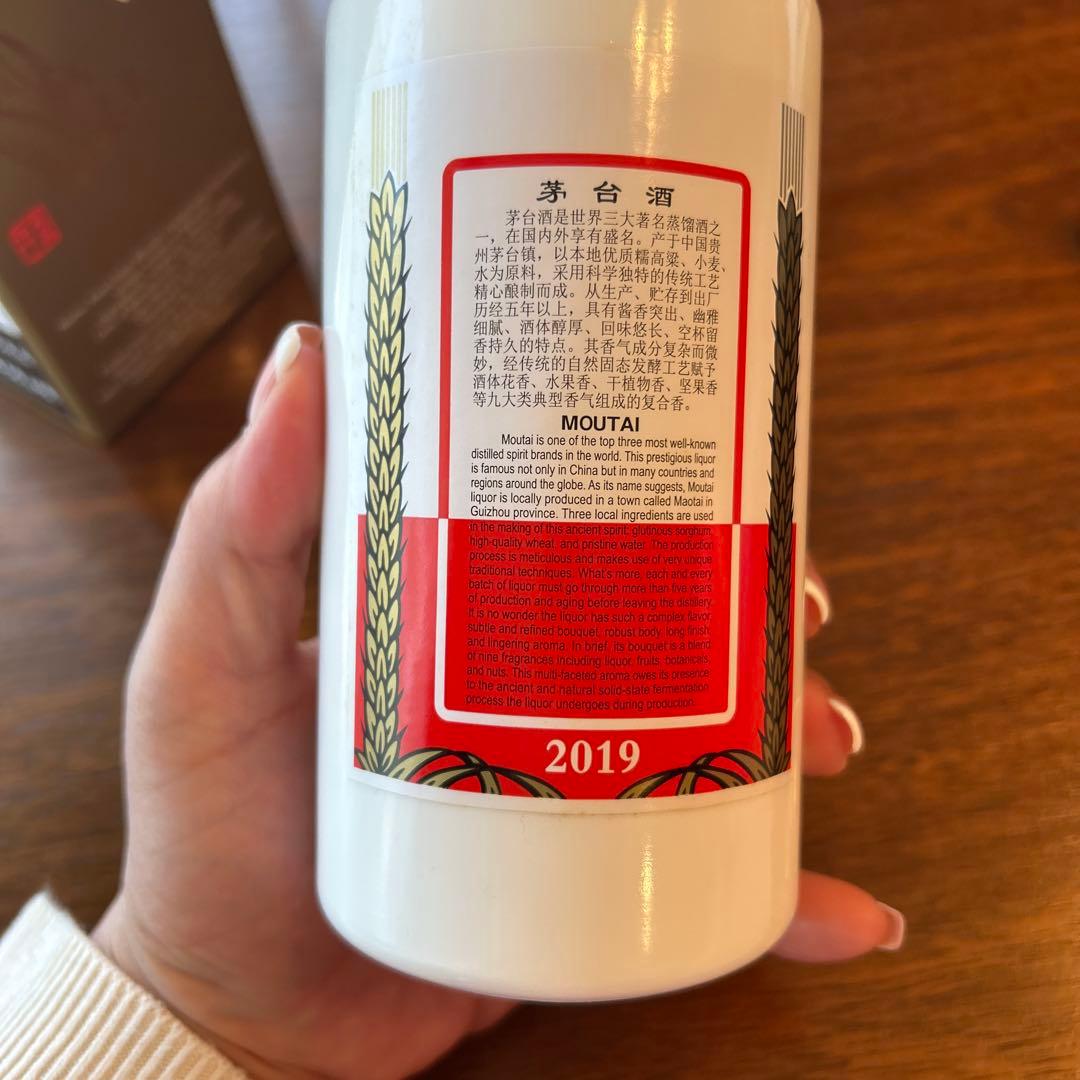 茅台酒
茅台酒是世界三大著名蒸馏酒之
一，在国内外享有盛名。产于中国贵
州茅台镇，以本地优质糯高粱、小麦、
水为原料，采用科学独特的传统工艺
精心酿制而成。从生产、贮存到出厂
历经五年以上，具有酱香突出、幽雅
细腻、酒体醇厚、回味悠长、空杯留
香持久的特点。其香气成分复杂而微
妙，经传统的自然固态发酵工艺赋予
酒体花香、水果香、干植物香、坚果香
等九大类典型香气组成的复合香。
MOUTAI
Moutai is one of the top three most well-known
distilled spirit brands in the world. This prestigious liquor
is famous not only in China but in many countries and
regions around the globe. As its name suggests, Moutai
liquor is locally produced in a town called Maotai in
Guizhou province. Three local ingredients are used
in the making of this ancient spirit: glutinous sorghum,
high-quality wheat, and pristine water. The production
process is meticulous and makes use of very unique
traditional techniques. What's more, each and every
batch of liquor must go through more than five years
of production and aging before leaving the distillery.
It is no wonder the liquor has such a complex flavor,
subtle and refined bouquet, robust body, long finish,
and lingering aroma. In brief, its bouquet is a blend
of nine fragrances including liquor, fruits, botanicals,
and nuts. This multi-faceted aroma owes its presence
to the ancient and natural solid-state fermentation
process the liquor undergoes during production.
2019